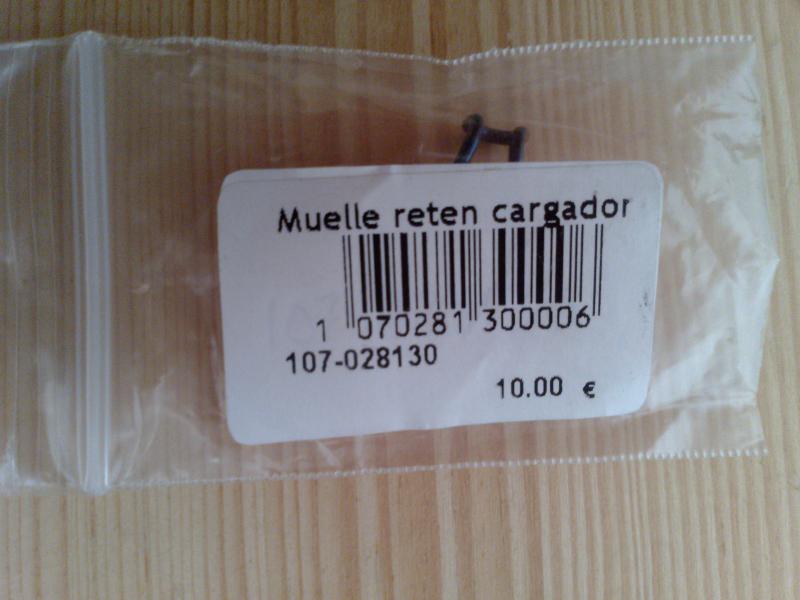 Muelle reten cargador
1 070281 300006
107-028130
10.00 €